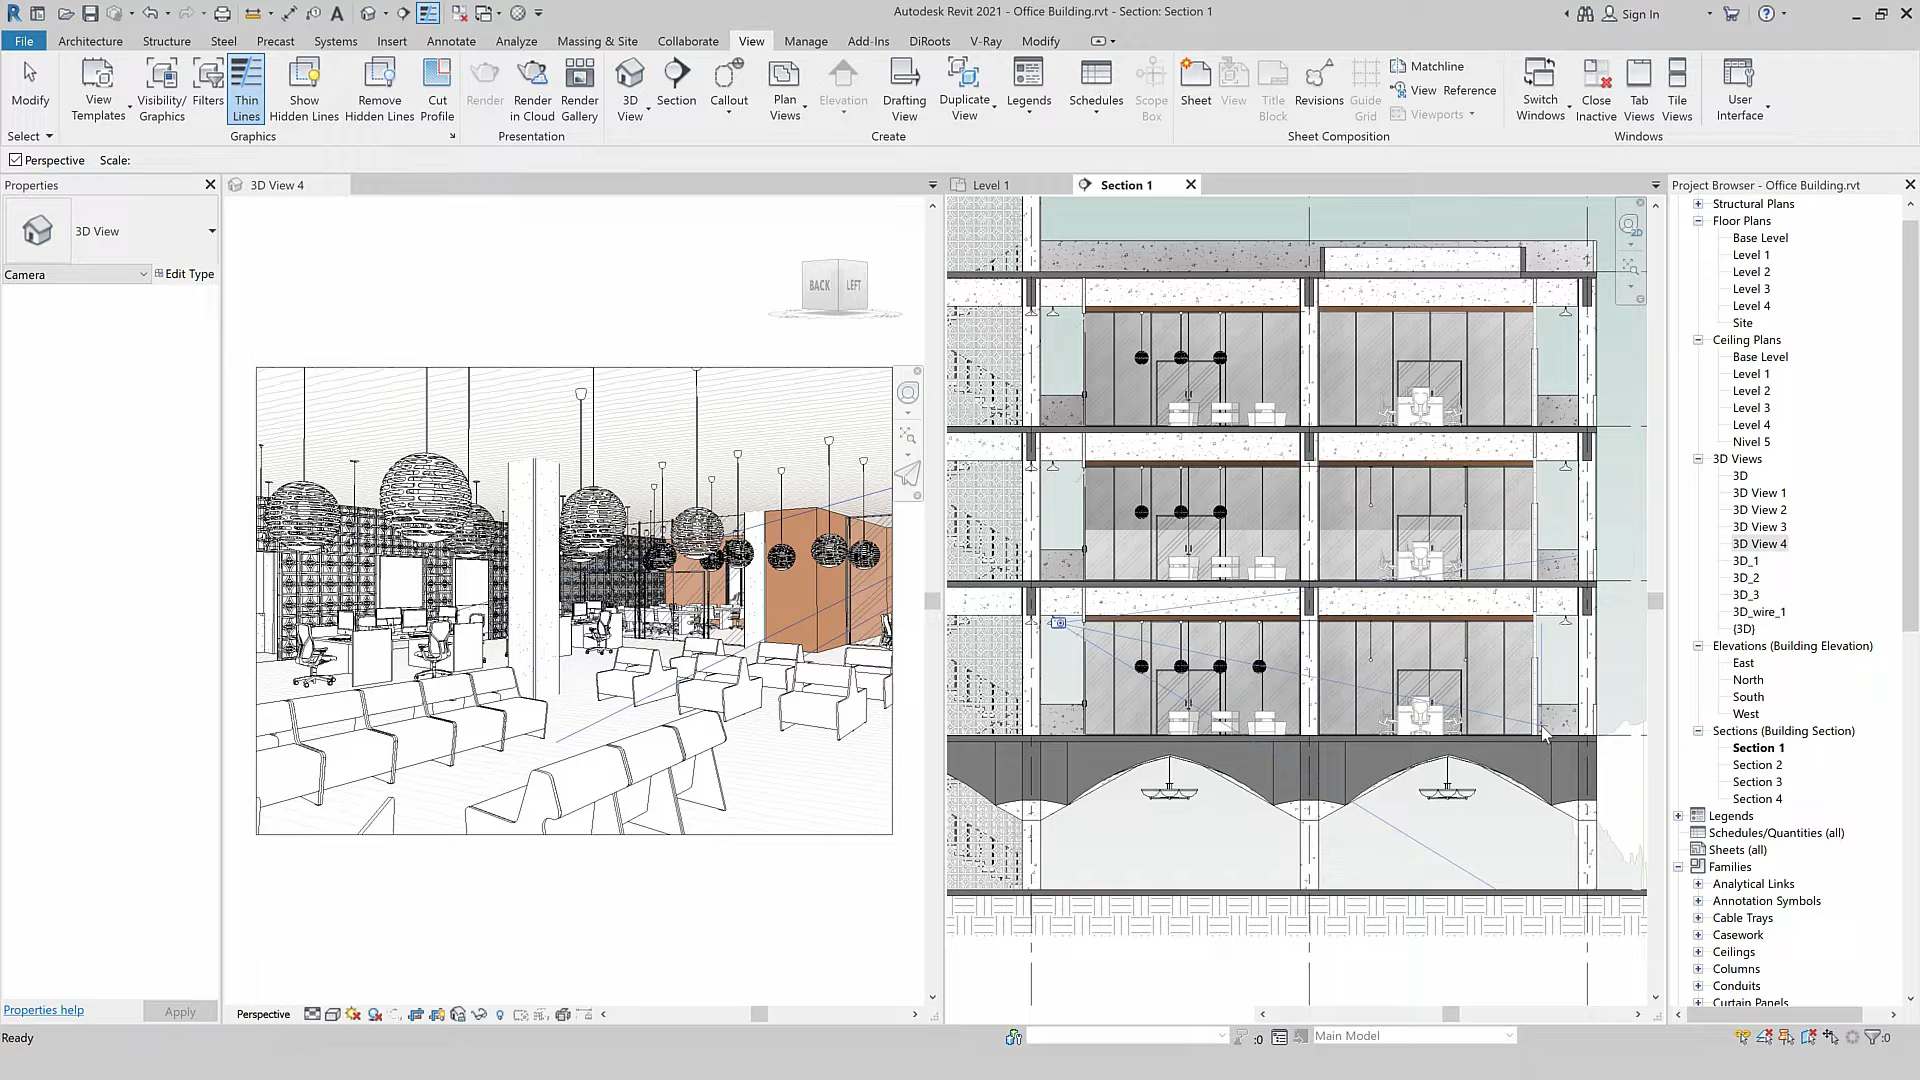 Autodesk Revit 2021 - Office Building.rvt - Section: Section 1
Sign In
File
Architecture
Structure
Steel
Precast
Systems
Insert
Annotate
Analyze
Massing & Site
Collaborate
View
Manage
Add-Ins
DiRoots
V-Ray
Modify
Modify
View
Templates
Visibility/
Graphics
Filters
Thin
Lines
Show
Hidden Lines
Remove
Hidden Lines
Cut
Profile
Render
Render
in Cloud
Render
Gallery
3D
View
Section
Callout
Plan
Views
Elevation
Drafting
View
Duplicate
View
Legends
Schedules
Scope
Box
Sheet
View
Title
Block
Revisions
Guide
Grid
Matchline
View Reference
Viewports
Switch
Windows
Close
Inactive
Tab
Views
Tile
Views
User
Interface
Select
Graphics
Presentation
Create
Sheet Composition
Windows
Perspective
Scale:
Properties
3D View
Camera
Edit Type
Properties help
Apply
3D View 4
BACK
LEFT
Perspective
Level 1
Section 1
2D
Project Browser - Office Building.rvt
Structural Plans
Floor Plans
Base Level
Level 1
Level 2
Level 3
Level 4
Site
Ceiling Plans
Base Level
Level 1
Level 2
Level 3
Level 4
Nivel 5
3D Views
3D
3D View 1
3D View 2
3D View 3
3D View 4
3D_1
3D_2
3D_3
3D_wire_1
{3D}
Elevations (Building Elevation)
East
North
South
West
Sections (Building Section)
Section 1
Section 2
Section 3
Section 4
Legends
Schedules/Quantities (all)
Sheets (all)
Families
Analytical Links
Annotation Symbols
Cable Trays
Casework
Ceilings
Columns
Conduits
Curtain Panels
Ready
:0
Main Model
:0